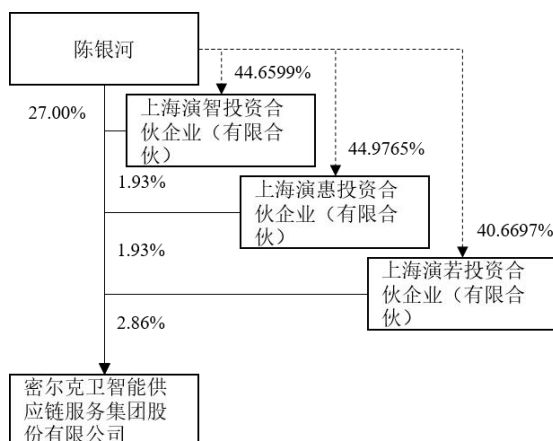 陈银河
44.6599%
27.00%
上海演智投资合
伙企业（有限合
伙）
44.9765%
1.93%
上海演惠投资合
伙企业（有限合
伙）
40.6697%
1.93%
上海演若投资合
伙企业（有限合
伙）
2.86%
密尔克卫智能供
应链服务集团股
份有限公司